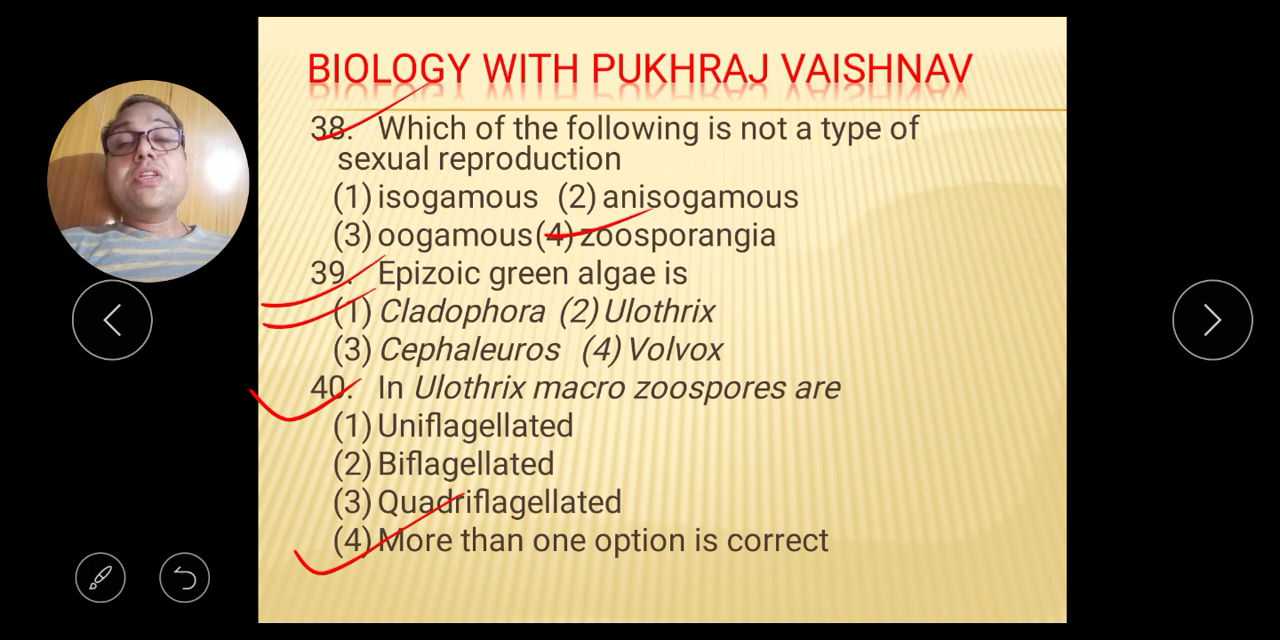 BIOLOGY WITH PUKHRAJ VAISHNAV
38. Which of the following is not a type of
sexual reproduction
(1) isogamous (2) anisogamous
(3) oogamous(4) zoosporangia
39. Epizoic green algae is
(1) Cladophora (2) Ulothrix
(3) Cephaleuros (4) Volvox
40. In Ulothrix macro zoospores are
(1) Uniflagellated
(2) Biflagellated
(3) Quadriflagellated
(4) More than one option is correct